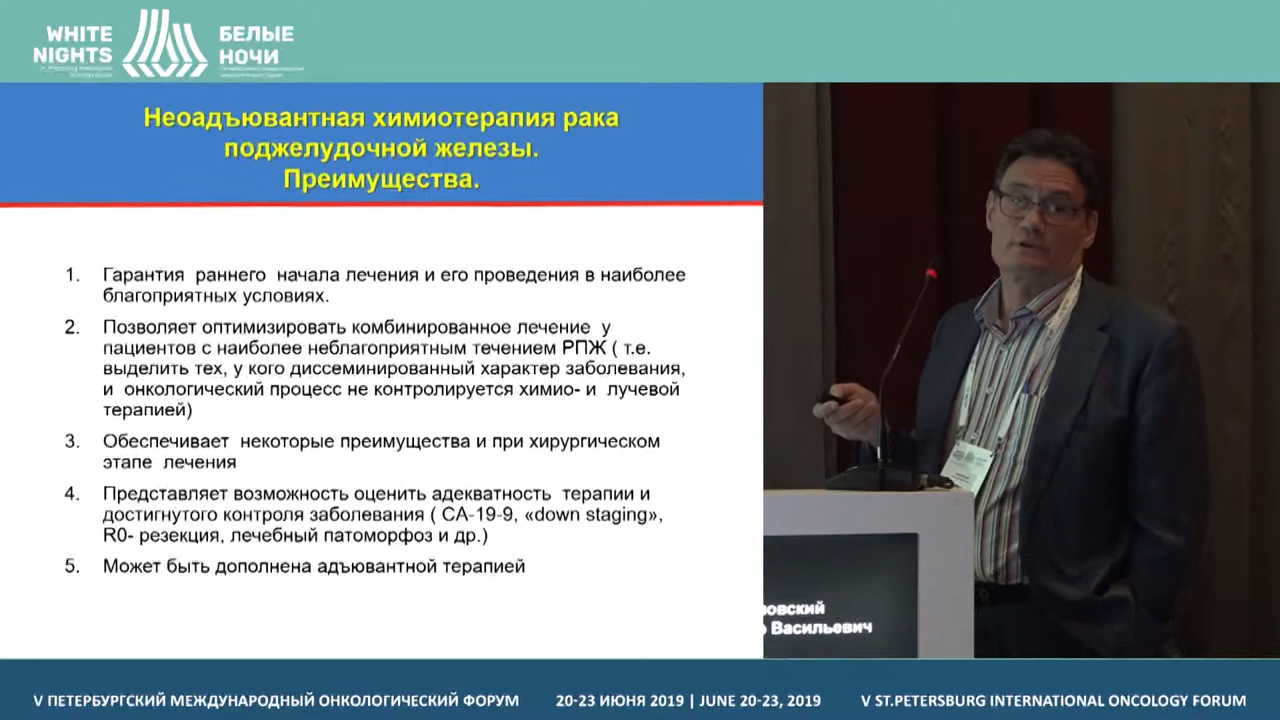 WHITE
NIGHTS
БЕЛЫЕ
НОЧИ
Неоадъювантная химиотерапия рака
поджелудочной железы.
Преимущества.
1. Гарантия раннего начала лечения и его проведения в наиболее
благоприятных условиях.
2. Позволяет оптимизировать комбинированное лечение у
пациентов с наиболее неблагоприятным течением РПЖ ( т.е.
выделить тех, у кого диссеминированный характер заболевания,
и онкологический процесс не контролируется химио- и лучевой
терапией)
3. Обеспечивает некоторые преимущества и при хирургическом
этапе лечения
4. Представляет возможность оценить адекватность терапии и
достигнутого контроля заболевания ( СА-19-9, «down staging»,
R0- резекция, лечебный патоморфоз и др.)
5. Может быть дополнена адъювантной терапией
Васильевич
V ПЕТЕРБУРГСКИЙ МЕЖДУНАРОДНЫЙ ОНКОЛОГИЧЕСКИЙ ФОРУМ 20-23 ИЮНЯ 2019 | JUNE 20-23, 2019 V ST.PETERSBURG INTERNATIONAL ONCOLOGY FORUM